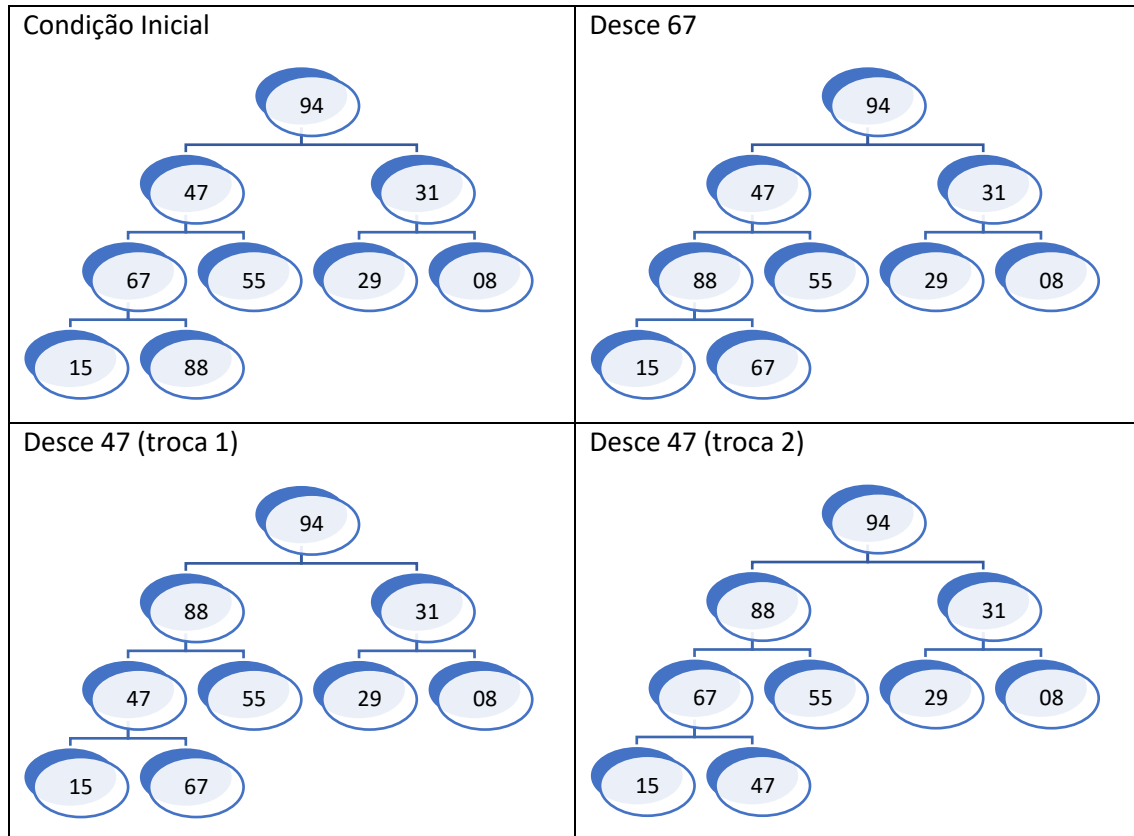 Condição Inicial
94
47 31
67 55 29 08
15 88
Desce 67
94
47 31
88 55 29 08
15 67
Desce 47 (troca 1)
94
88 31
47 55 29 08
15 67
Desce 47 (troca 2)
94
88 31
67 55 29 08
15 47